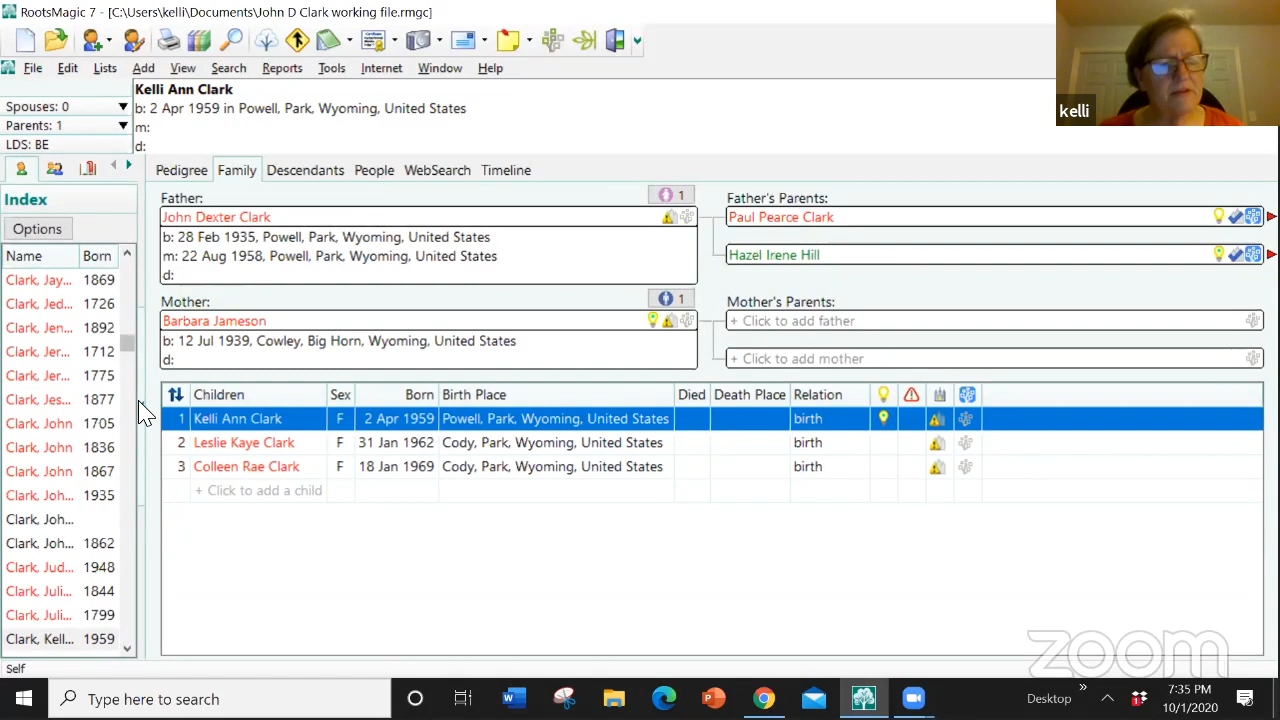 RootsMagic 7 - [C:\Users\kelli\Documents\John D Clark working file.rmgc]
File Edit Lists Add View Search Reports Tools Internet Window Help
kelli
Kelli Ann Clark
Spouses: 0
b: 2 Apr 1959 in Powell, Park, Wyoming, United States
Parents: 1
m:
LDS: BE
d:
Pedigree Family Descendants People WebSearch Timeline
Index
Options
Name Born
Clark, Jay... 1869
Clark, Jed... 1726
Clark, Jen... 1892
Clark, Jer... 1712
Clark, Jer... 1775
Clark, Jes... 1877
Clark, John 1705
Clark, John 1836
Clark, John 1867
Clark, Joh... 1935
Clark, Joh...
Clark, Joh... 1862
Clark, Jud... 1948
Clark, Juli... 1844
Clark, Juli... 1799
Clark, Kell... 1959
Father: 1
John Dexter Clark
b: 28 Feb 1935, Powell, Park, Wyoming, United States
m: 22 Aug 1958, Powell, Park, Wyoming, United States
d:
Father's Parents:
Paul Pearce Clark
Hazel Irene Hill
Mother: 1
Barbara Jameson
b: 12 Jul 1939, Cowley, Big Horn, Wyoming, United States
d:
Mother's Parents:
+ Click to add father
+ Click to add mother
Children Sex Born Birth Place Died Death Place Relation
1 Kelli Ann Clark F 2 Apr 1959 Powell, Park, Wyoming, United States birth
2 Leslie Kaye Clark F 31 Jan 1962 Cody, Park, Wyoming, United States birth
3 Colleen Rae Clark F 18 Jan 1969 Cody, Park, Wyoming, United States birth
+ Click to add a child
zoom
Self
Type here to search
Desktop
7:35 PM
10/1/2020